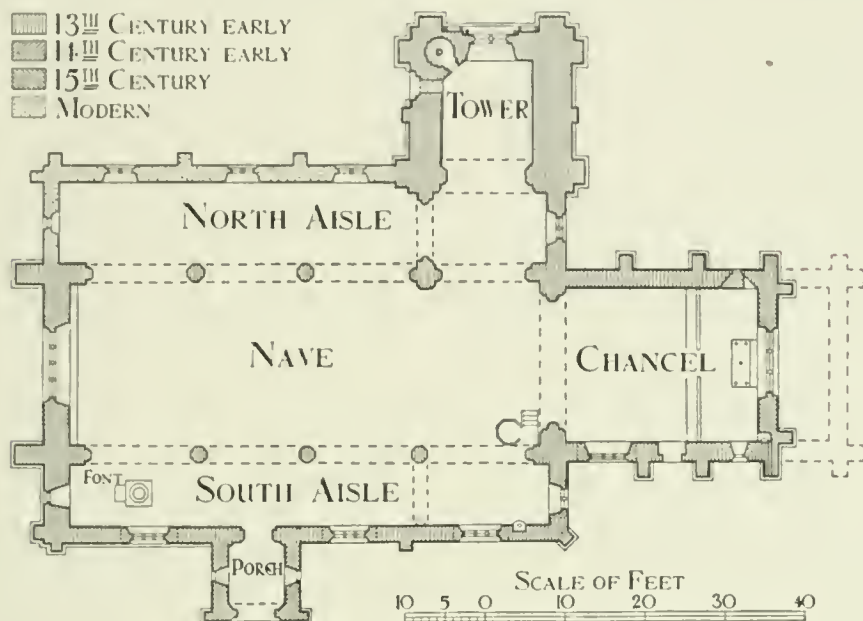 13TH CENTURY EARLY
14TH CENTURY EARLY
15TH CENTURY
MODERN
TOWER
NORTH AISLE
NAVE
CHANCEL
FONT
SOUTH AISLE
PORCH
SCALE OF FEET
10 5 0 10 20 30 40